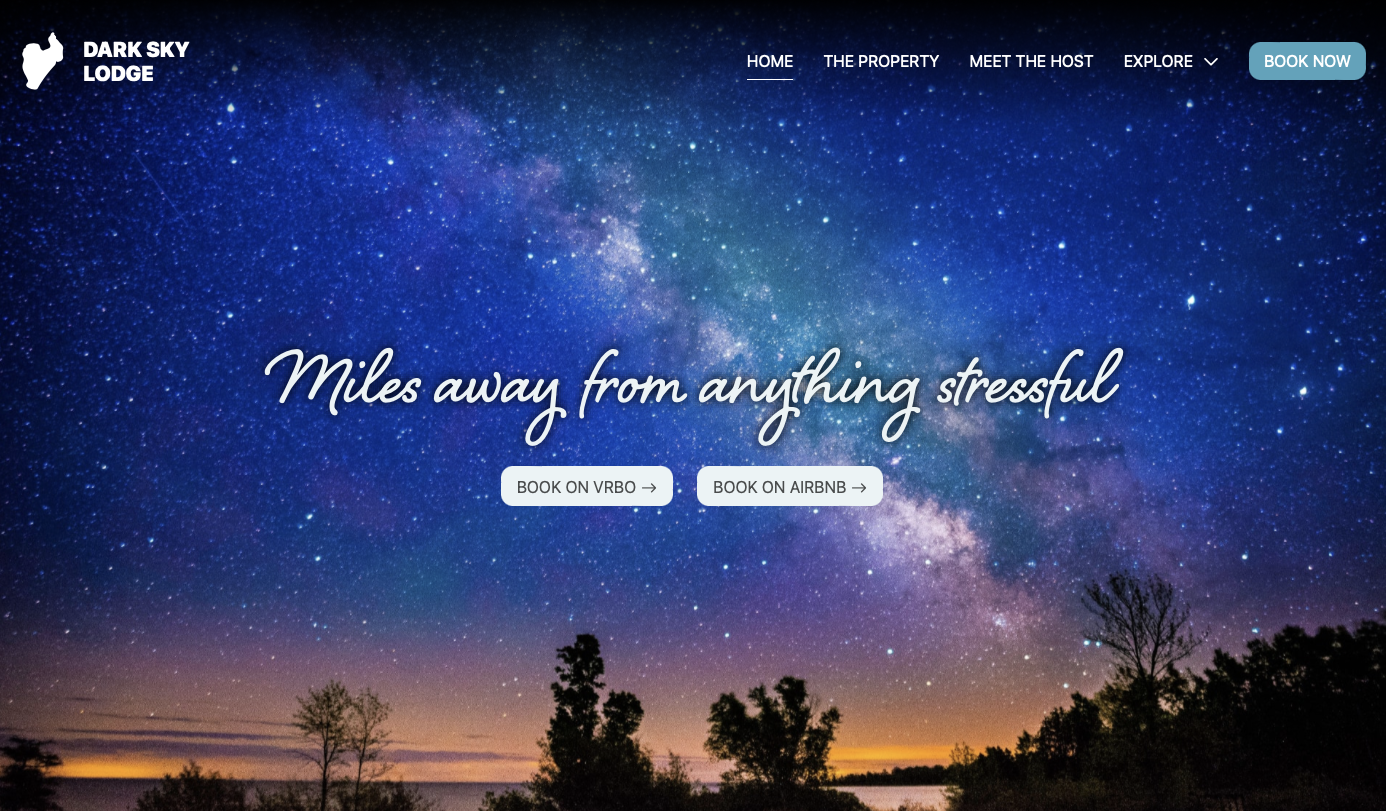 DARK SKY
LODGE
HOME THE PROPERTY MEET THE HOST EXPLORE BOOK NOW
Miles away from anything stressful
BOOK ON VRBO → BOOK ON AIRBNB →